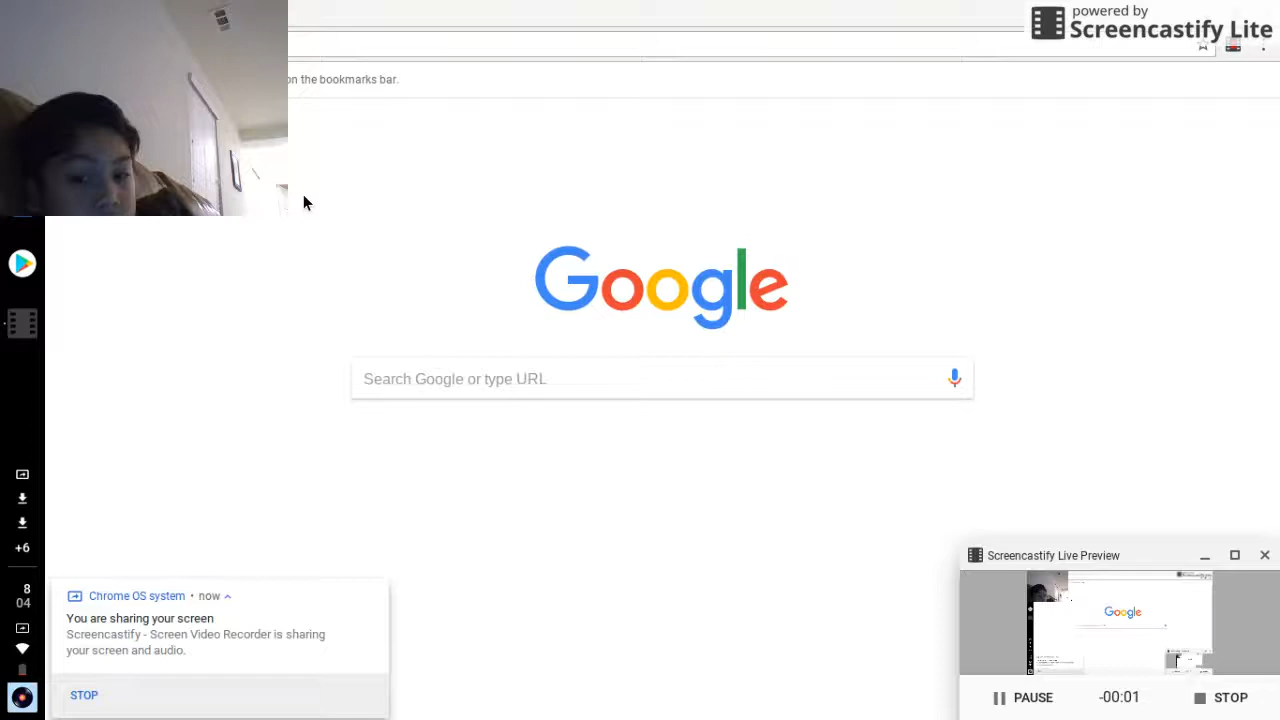 powered by
Screencastify Lite
on the bookmarks bar.
Google
Search Google or type URL
+6
8
04
Chrome OS system • now
You are sharing your screen
Screencastify - Screen Video Recorder is sharing
your screen and audio.
STOP
Screencastify Live Preview
Google
PAUSE
-00:01
STOP